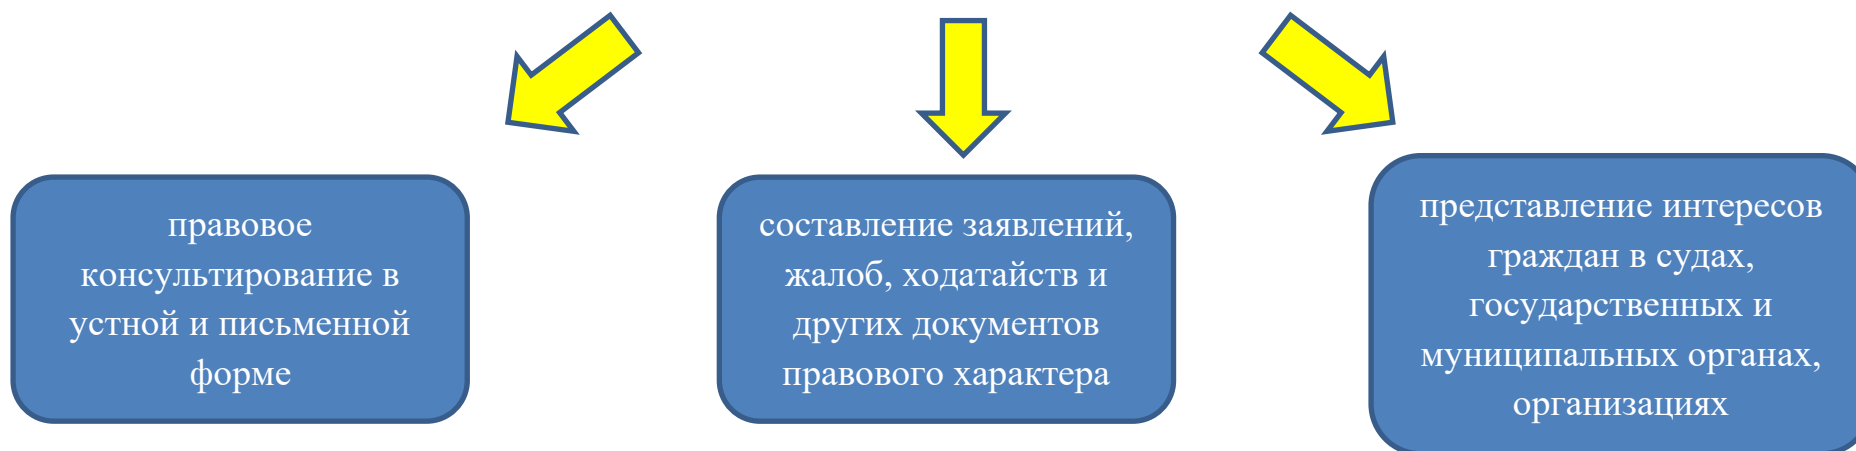 правовое
консультирование в
устной и письменной
форме
составление заявлений,
жалоб, ходатайств и
других документов
правового характера
представление интересов
граждан в судах,
государственных и
муниципальных органах,
организациях